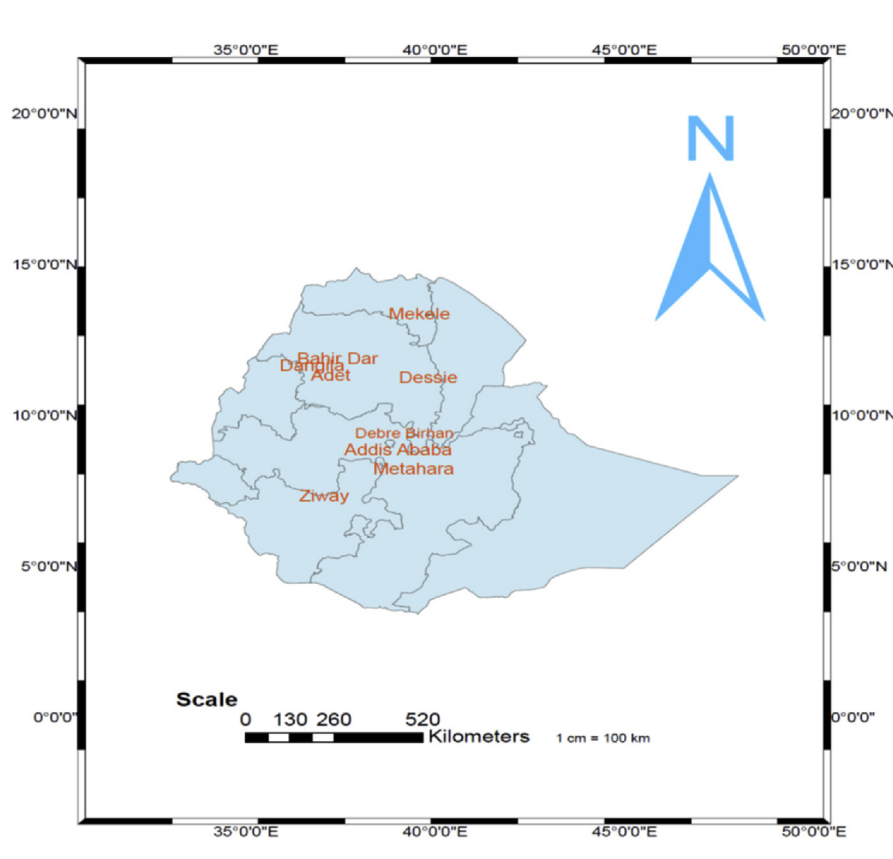 35°0'0"E 40°0'0"E 45°0'0"E 50°0'0"E
20°0'0"N 20°0'0"N
N
15°0'0"N 15°0'0"N
Mekele
Bahir Dar
Dangila
Adet
Dessie
10°0'0"N 10°0'0"N
Debre Birhan
Addis Ababa
Metahara
Ziway
5°0'0"N 5°0'0"N
Scale
0°0'0" 0°0'0"
0 130 260 520
Kilometers 1 cm = 100 km
35°0'0"E 40°0'0"E 45°0'0"E 50°0'0"E